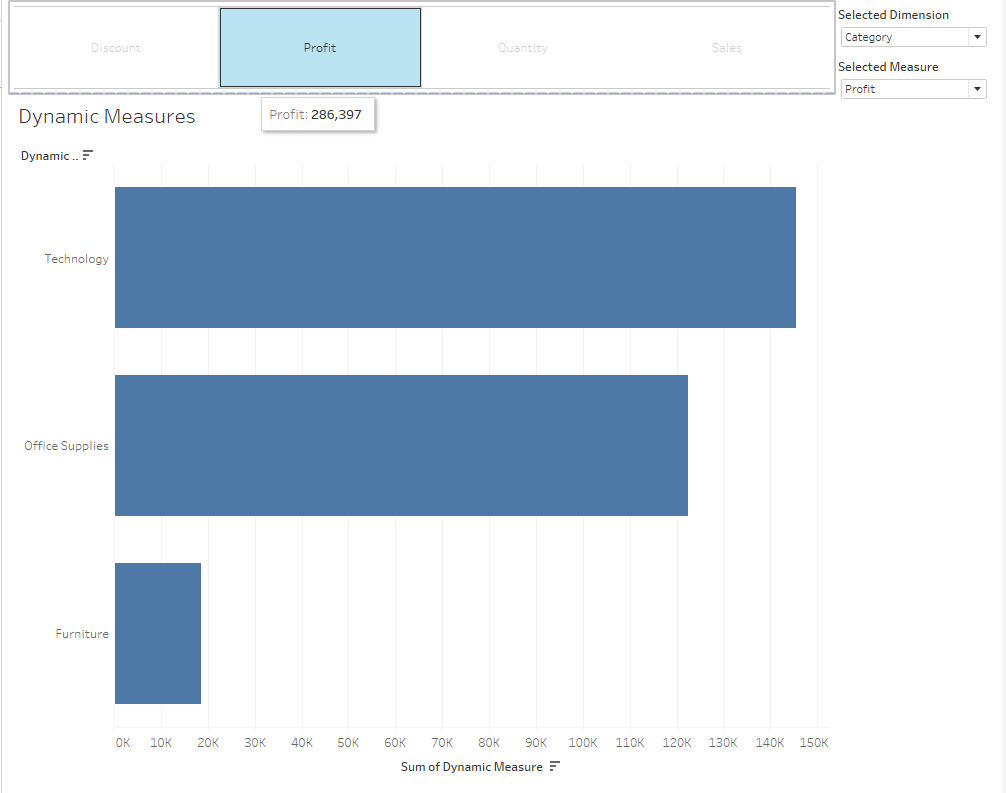 Discount
Profit
Quantity
Sales
Selected Dimension
Category
Selected Measure
Profit
Profit: 286,397
Dynamic Measures
Dynamic ..
Technology
Office Supplies
Furniture
0K 10K 20K 30K 40K 50K 60K 70K 80K 90K 100K 110K 120K 130K 140K 150K
Sum of Dynamic Measure